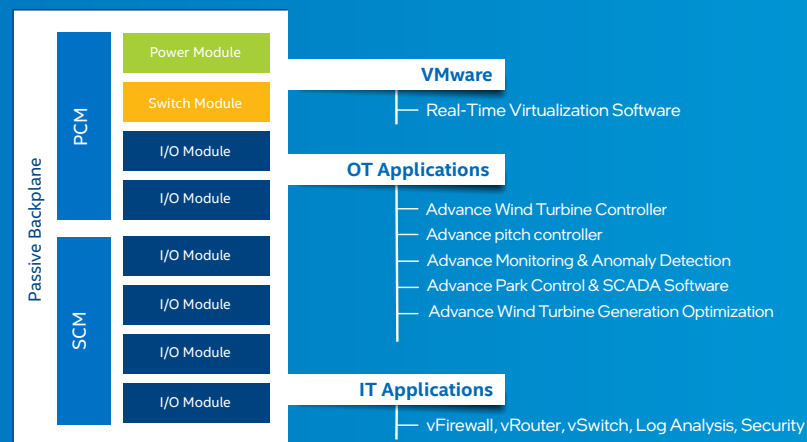 Passive Backplane
PCM
Power Module
Switch Module
I/O Module
I/O Module
SCM
I/O Module
I/O Module
I/O Module
I/O Module
VMware
Real-Time Virtualization Software
OT Applications
Advance Wind Turbine Controller
Advance pitch controller
Advance Monitoring & Anomaly Detection
Advance Park Control & SCADA Software
Advance Wind Turbine Generation Optimization
IT Applications
vFirewall, vRouter, vSwitch, Log Analysis, Security